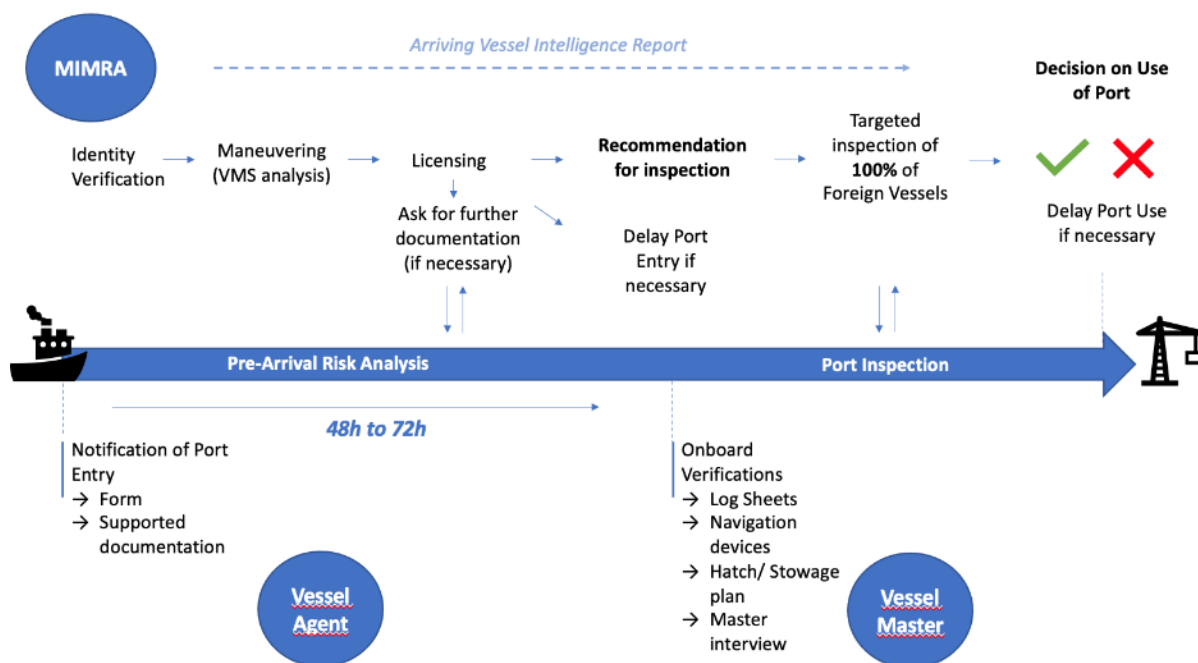 Arriving Vessel Intelligence Report
MIMRA
Decision on Use
of Port
Identity
Verification
Maneuvering
(VMS analysis)
Licensing
Recommendation
for inspection
Targeted
inspection of
100% of
Foreign Vessels
Ask for further
documentation
(if necessary)
Delay Port
Entry if
necessary
Delay Port Use
if necessary
Pre-Arrival Risk Analysis
Port Inspection
48h to 72h
Notification of Port
Entry
→ Form
→ Supported
documentation
Vessel
Agent
Onboard
Verifications
→ Log Sheets
→ Navigation
devices
→ Hatch/ Stowage
plan
→ Master
interview
Vessel
Master